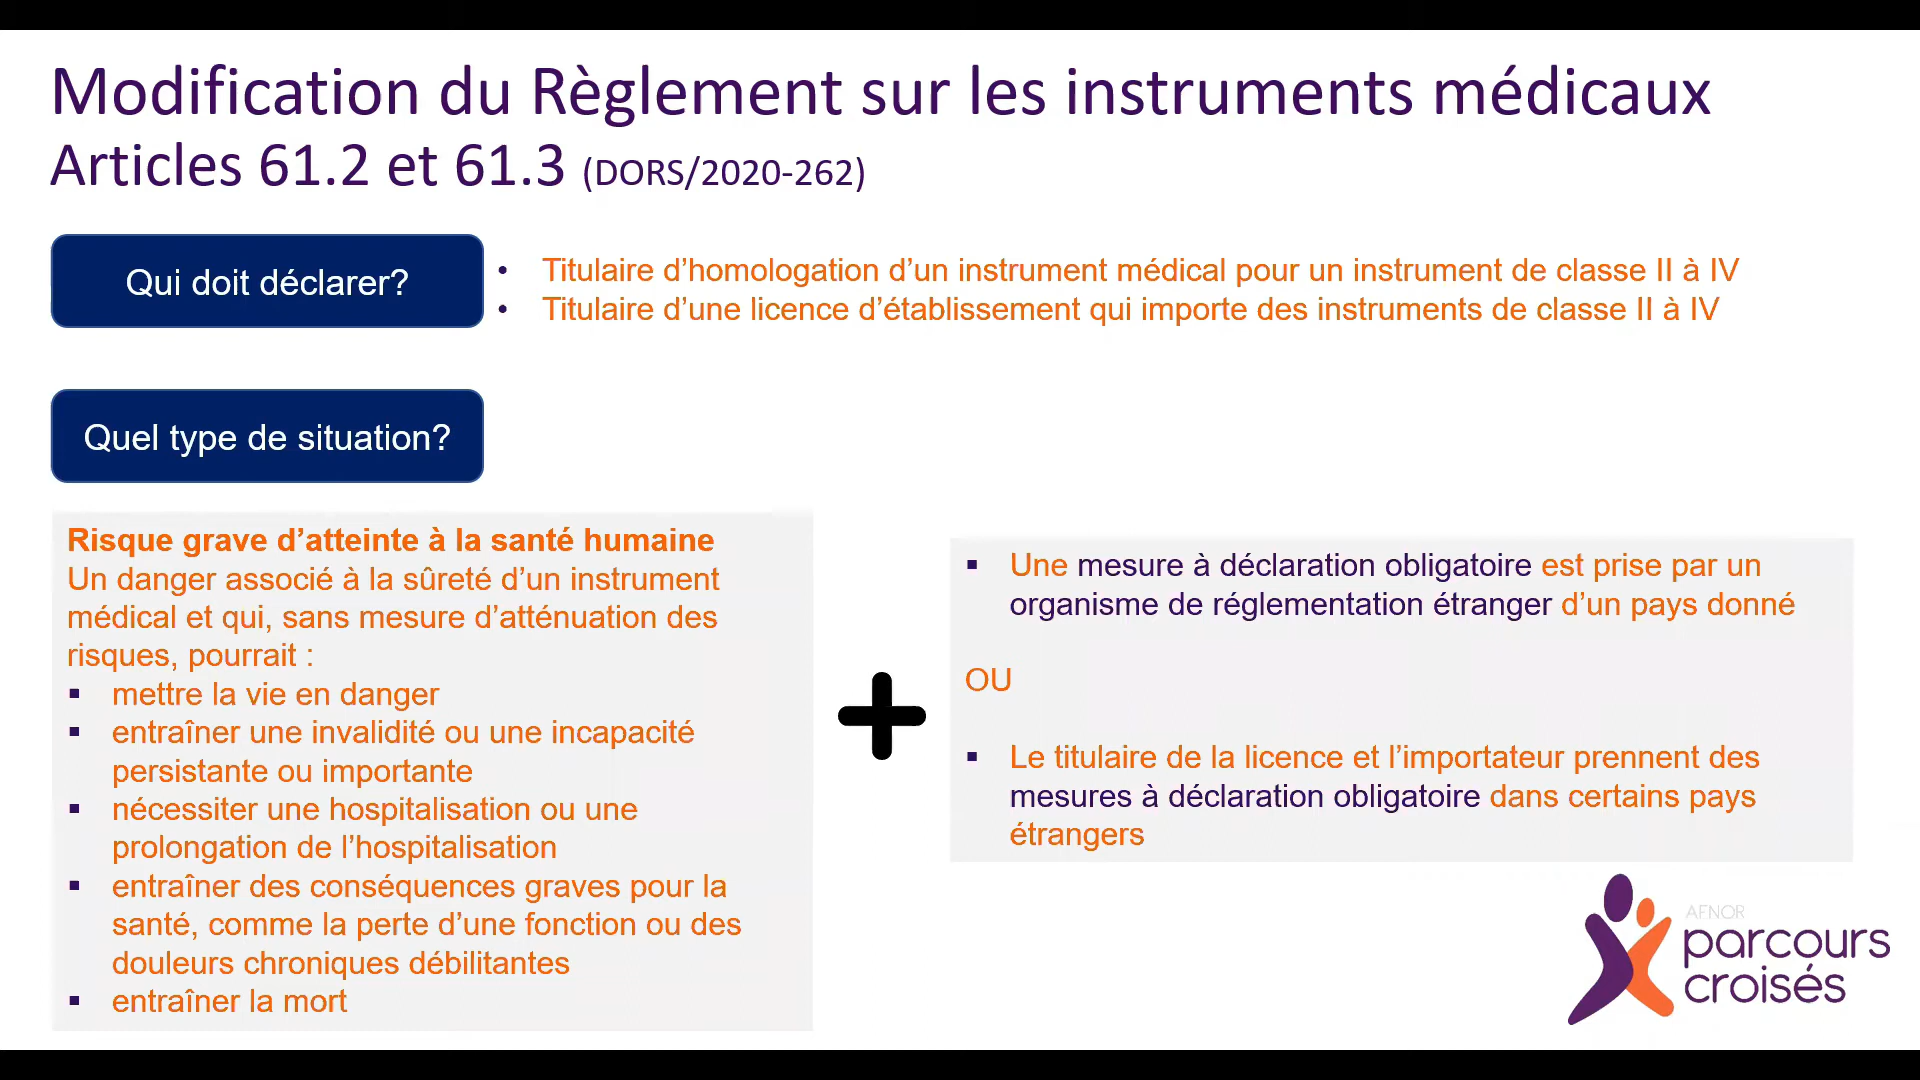 Modification du Règlement sur les instruments médicaux
Articles 61.2 et 61.3 (DORS/2020-262)
Qui doit déclarer?
• Titulaire d’homologation d’un instrument médical pour un instrument de classe II à IV
• Titulaire d’une licence d’établissement qui importe des instruments de classe II à IV
Quel type de situation?
Risque grave d’atteinte à la santé humaine
Un danger associé à la sûreté d’un instrument
médical et qui, sans mesure d’atténuation des
risques, pourrait :
▪ mettre la vie en danger
▪ entraîner une invalidité ou une incapacité
persistante ou importante
▪ nécessiter une hospitalisation ou une
prolongation de l’hospitalisation
▪ entraîner des conséquences graves pour la
santé, comme la perte d’une fonction ou des
douleurs chroniques débilitantes
▪ entraîner la mort
▪ Une mesure à déclaration obligatoire est prise par un
organisme de réglementation étranger d’un pays donné
OU
▪ Le titulaire de la licence et l’importateur prennent des
mesures à déclaration obligatoire dans certains pays
étrangers
AFNOR
parcours
croisés